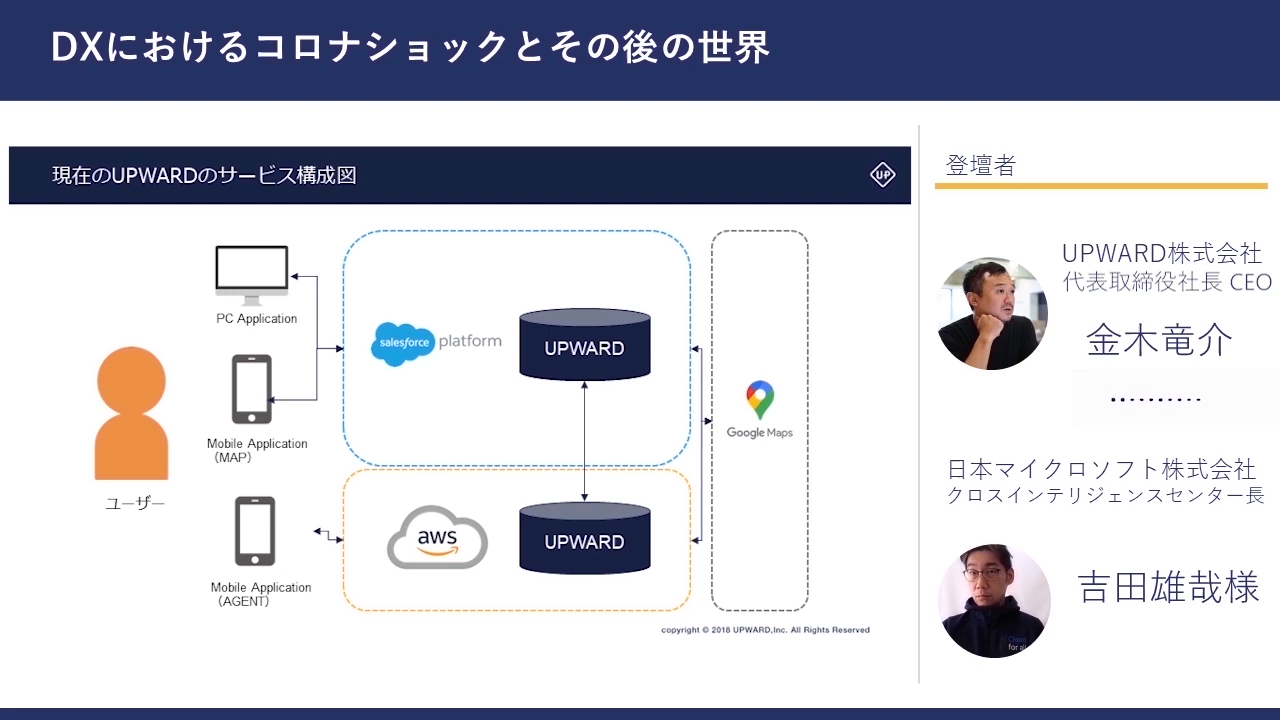 DXにおけるコロナショックとその後の世界
現在のUPWARDのサービス構成図
UP
PC Application
Mobile Application
（MAP）
ユーザー
Mobile Application
（AGENT）
salesforce platform
UPWARD
aws
UPWARD
Google Maps
copyright © 2018 UPWARD,Inc. All Rights Reserved
登壇者
UPWARD株式会社
代表取締役社長 CEO
金木竜介
日本マイクロソフト株式会社
クロスインテリジェンスセンター長
吉田雄哉様
Cloud
for all